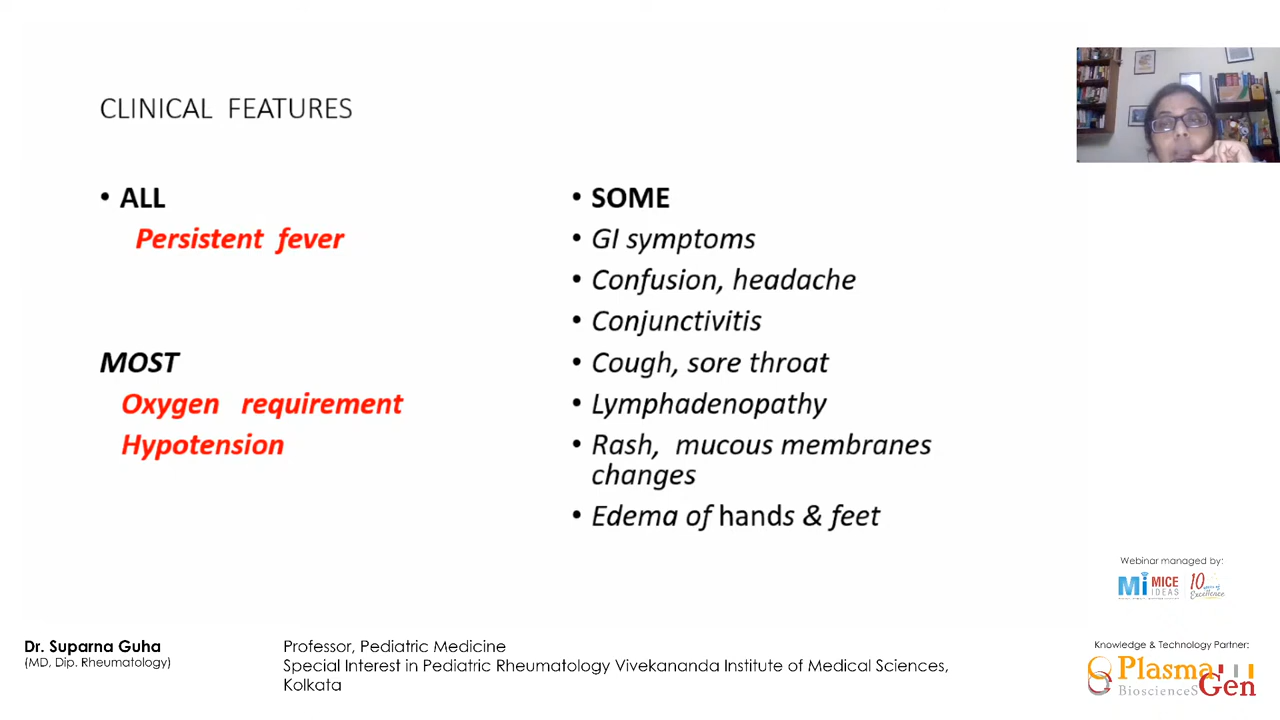 CLINICAL FEATURES
• ALL
Persistent fever
MOST
Oxygen requirement
Hypotension
• SOME
• GI symptoms
• Confusion, headache
• Conjunctivitis
• Cough, sore throat
• Lymphadenopathy
• Rash, mucous membranes
changes
• Edema of hands & feet
Webinar managed by:
Mi MICE
IDEAS
10 years of
Excellence
Dr. Suparna Guha
(MD, Dip. Rheumatology)
Professor, Pediatric Medicine
Special Interest in Pediatric Rheumatology Vivekananda Institute of Medical Sciences,
Kolkata
Knowledge & Technology Partner:
Plasma
BioscienceS Gen